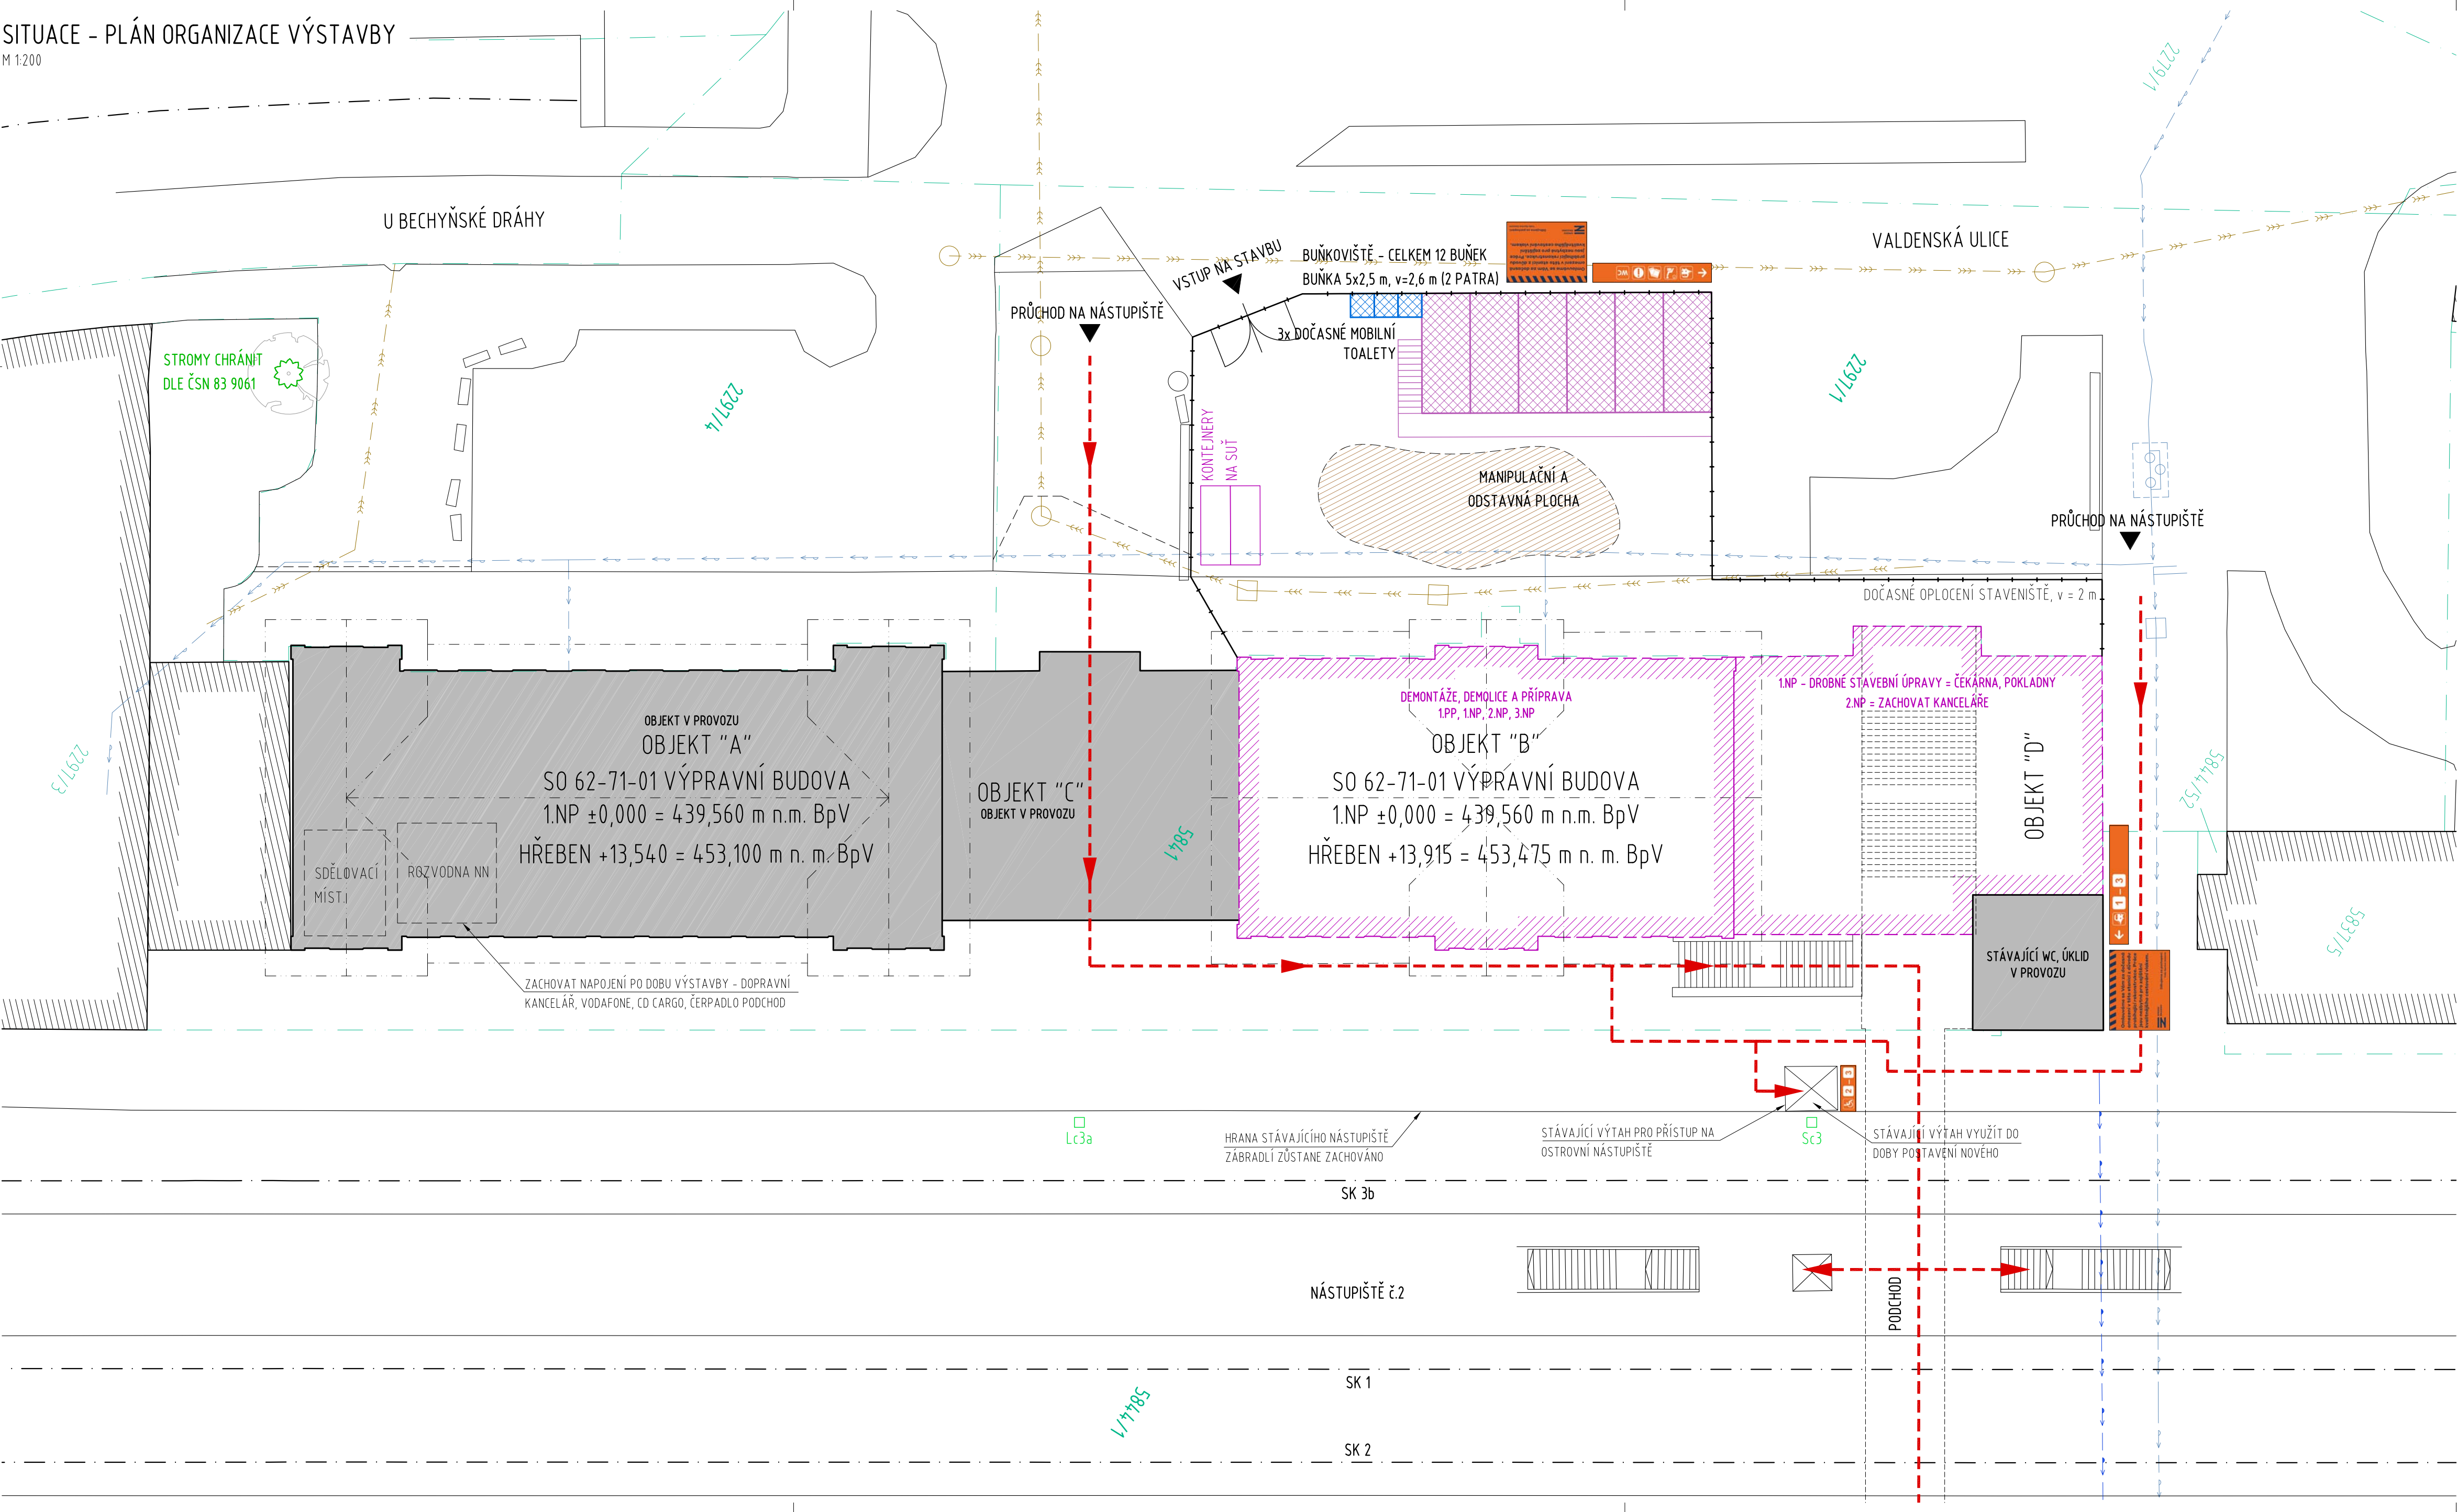 SITUACE - PLÁN ORGANIZACE VÝSTAVBY
M 1:200
2279/1
U BECHYŇSKÉ DRÁHY
VALDENSKÁ ULICE
VSTUP NA STAVBU
BUŇKOVIŠTĚ - CELKEM 12 BUNĚK
BUŇKA 5x2,5 m, v=2,6 m (2 PATRA)
WC
IN
PRŮCHOD NA NÁSTUPIŠTĚ
3x DOČASNÉ MOBILNÍ
TOALETY
STROMY CHRÁNIT
DLE ČSN 83 9061
2297/4
2297/1
KONTEJNERY
NA SUŤ
MANIPULAČNÍ A
ODSTAVNÁ PLOCHA
PRŮCHOD NA NÁSTUPIŠTĚ
DOČASNÉ OPLOCENÍ STAVENIŠTĚ, v = 2 m
DEMONTÁŽE, DEMOLICE A PŘÍPRAVA
1.PP, 1.NP, 2.NP, 3.NP
1.NP - DROBNÉ STAVEBNÍ ÚPRAVY = ČEKÁRNA, POKLADNY
2.NP = ZACHOVAT KANCELÁŘE
OBJEKT V PROVOZU
OBJEKT "A"
SO 62-71-01 VÝPRAVNÍ BUDOVA
1.NP ±0,000 = 439,560 m n.m. BpV
HŘEBEN +13,540 = 453,100 m n. m. BpV
OBJEKT "C"
OBJEKT V PROVOZU
5841
OBJEKT "B"
SO 62-71-01 VÝPRAVNÍ BUDOVA
1.NP ±0,000 = 439,560 m n.m. BpV
HŘEBEN +13,915 = 453,475 m n. m. BpV
OBJEKT "D"
2297/3
5844/52
5837/5
SDĚLOVACÍ
MÍST.
ROZVODNA NN
1 - 3
STÁVAJÍCÍ WC, ÚKLID
V PROVOZU
IN
ZACHOVAT NAPOJENÍ PO DOBU VÝSTAVBY - DOPRAVNÍ
KANCELÁŘ, VODAFONE, CD CARGO, ČERPADLO PODCHOD
2 - 3
Lc3a
HRANA STÁVAJÍCÍHO NÁSTUPIŠTĚ
ZÁBRADLÍ ZŮSTANE ZACHOVÁNO
STÁVAJÍCÍ VÝTAH PRO PŘÍSTUP NA
OSTROVNÍ NÁSTUPIŠTĚ
Sc3
STÁVAJÍCÍ VÝTAH VYUŽÍT DO
DOBY POSTAVENÍ NOVÉHO
SK 3b
NÁSTUPIŠTĚ č.2
PODCHOD
SK 1
5844/1
SK 2